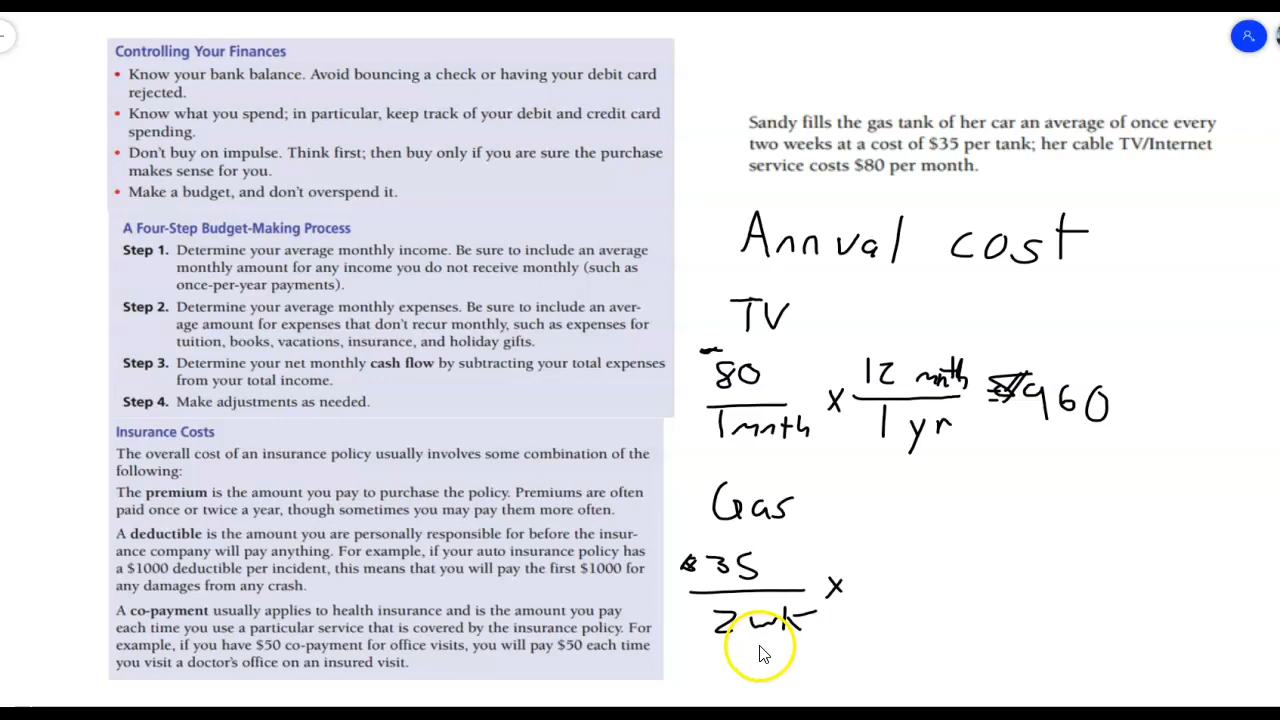 Controlling Your Finances
• Know your bank balance. Avoid bouncing a check or having your debit card
rejected.
• Know what you spend; in particular, keep track of your debit and credit card
spending.
• Don't buy on impulse. Think first; then buy only if you are sure the purchase
makes sense for you.
• Make a budget, and don't overspend it.
A Four-Step Budget-Making Process
Step 1. Determine your average monthly income. Be sure to include an average
monthly amount for any income you do not receive monthly (such as
once-per-year payments).
Step 2. Determine your average monthly expenses. Be sure to include an aver-
age amount for expenses that don't recur monthly, such as expenses for
tuition, books, vacations, insurance, and holiday gifts.
Step 3. Determine your net monthly cash flow by subtracting your total expenses
from your total income.
Step 4. Make adjustments as needed.
Insurance Costs
The overall cost of an insurance policy usually involves some combination of the
following:
The premium is the amount you pay to purchase the policy. Premiums are often
paid once or twice a year, though sometimes you may pay them more often.
A deductible is the amount you are personally responsible for before the insur-
ance company will pay anything. For example, if your auto insurance policy has
a $1000 deductible per incident, this means that you will pay the first $1000 for
any damages from any crash.
A co-payment usually applies to health insurance and is the amount you pay
each time you use a particular service that is covered by the insurance policy. For
example, if you have $50 co-payment for office visits, you will pay $50 each time
you visit a doctor's office on an insured visit.
Sandy fills the gas tank of her car an average of once every
two weeks at a cost of $35 per tank; her cable TV/Internet
service costs $80 per month.
Annual cost
TV
80 12 mnth
x 960
1 mnth 1 yr
Gas
$35
x
2 wk